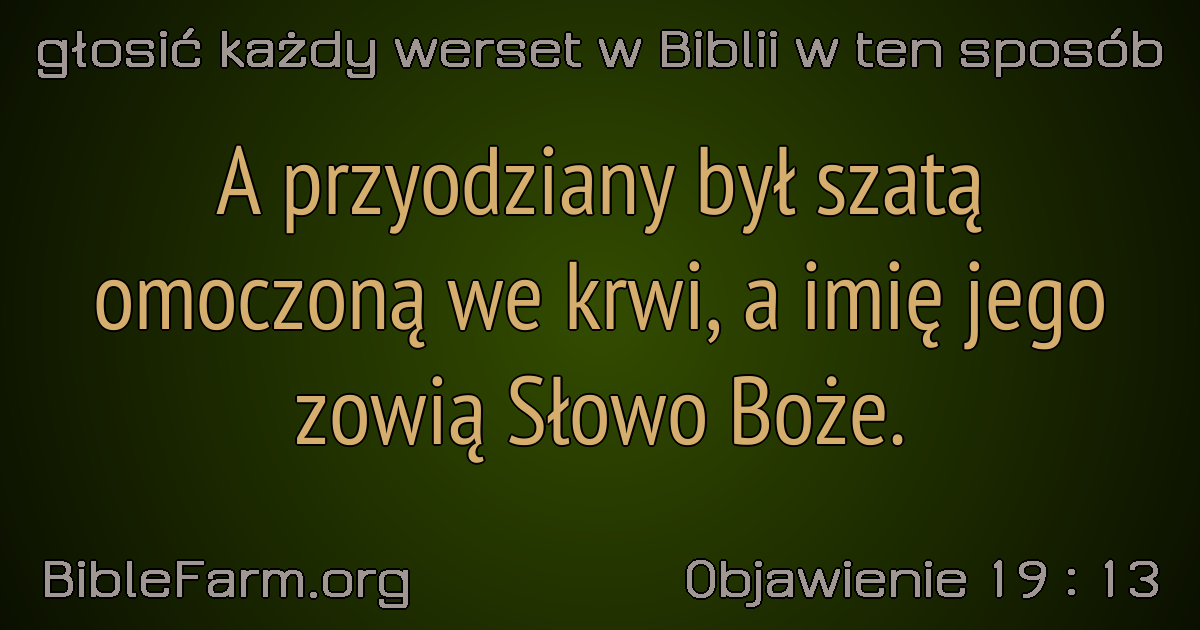 głosić każdy werset w Biblii w ten sposób
A przyodziany był szatą
omoczoną we krwi, a imię jego
zowią Słowo Boże.
BibleFarm.org
Objawienie 19 : 13